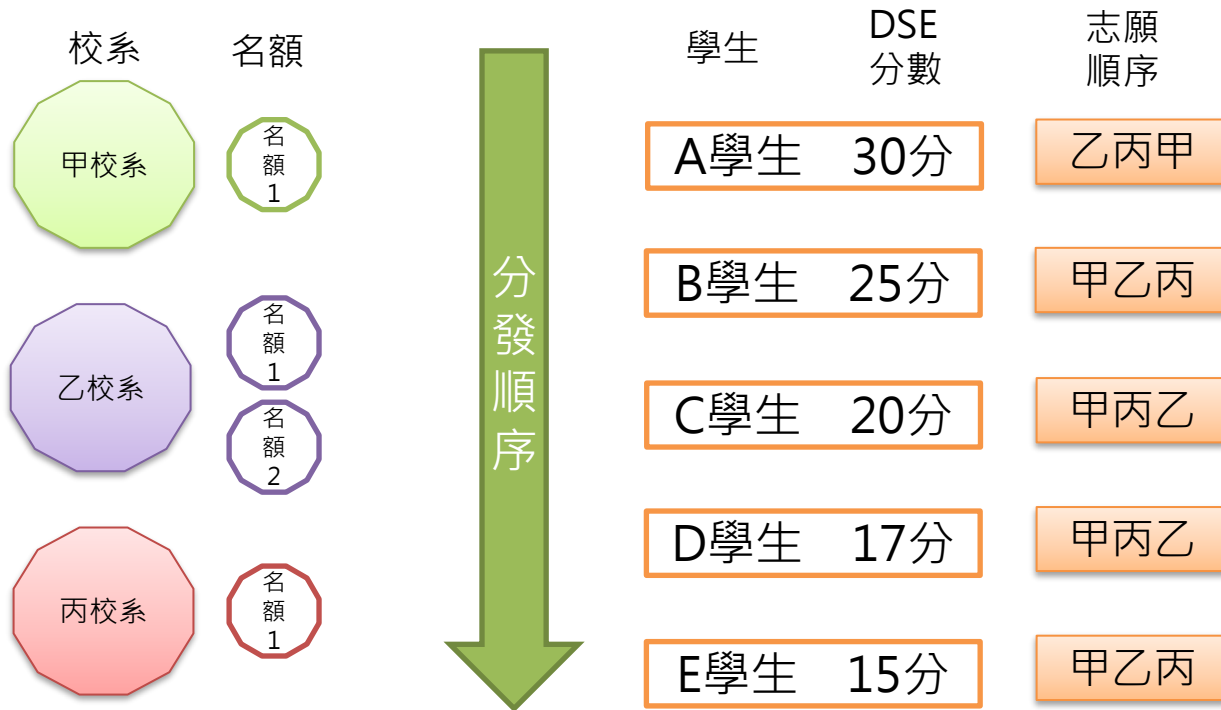 校系
名額
甲校系
名
額
1
乙校系
名
額
1
名
額
2
丙校系
名
額
1
分
發
順
序
學生
DSE
分數
志願
順序
A學生 30分
乙丙甲
B學生 25分
甲乙丙
C學生 20分
甲丙乙
D學生 17分
甲丙乙
E學生 15分
甲乙丙